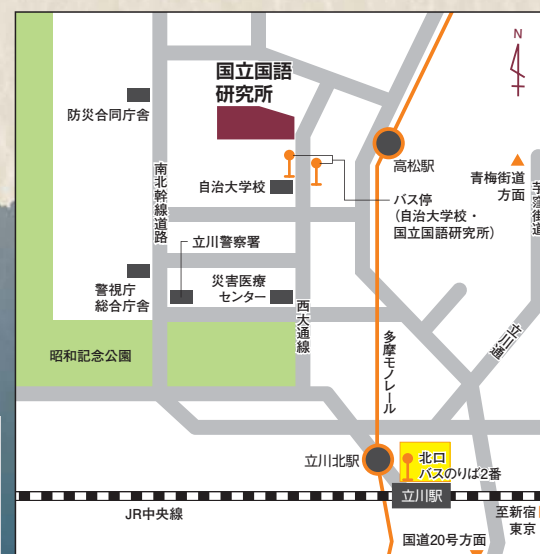 N
国立国語
研究所
防災合同庁舎
高松駅
青梅街道
方面
芋窪街道
南北幹線道路
自治大学校
バス停
(自治大学校・
国立国語研究所)
立川警察署
災害医療
センター
警視庁
総合庁舎
西大通線
昭和記念公園
多摩モノレール
立川通
立川北駅
北口
バスのりば2番
立川駅
JR中央線
至新宿
東京
国道20号方面